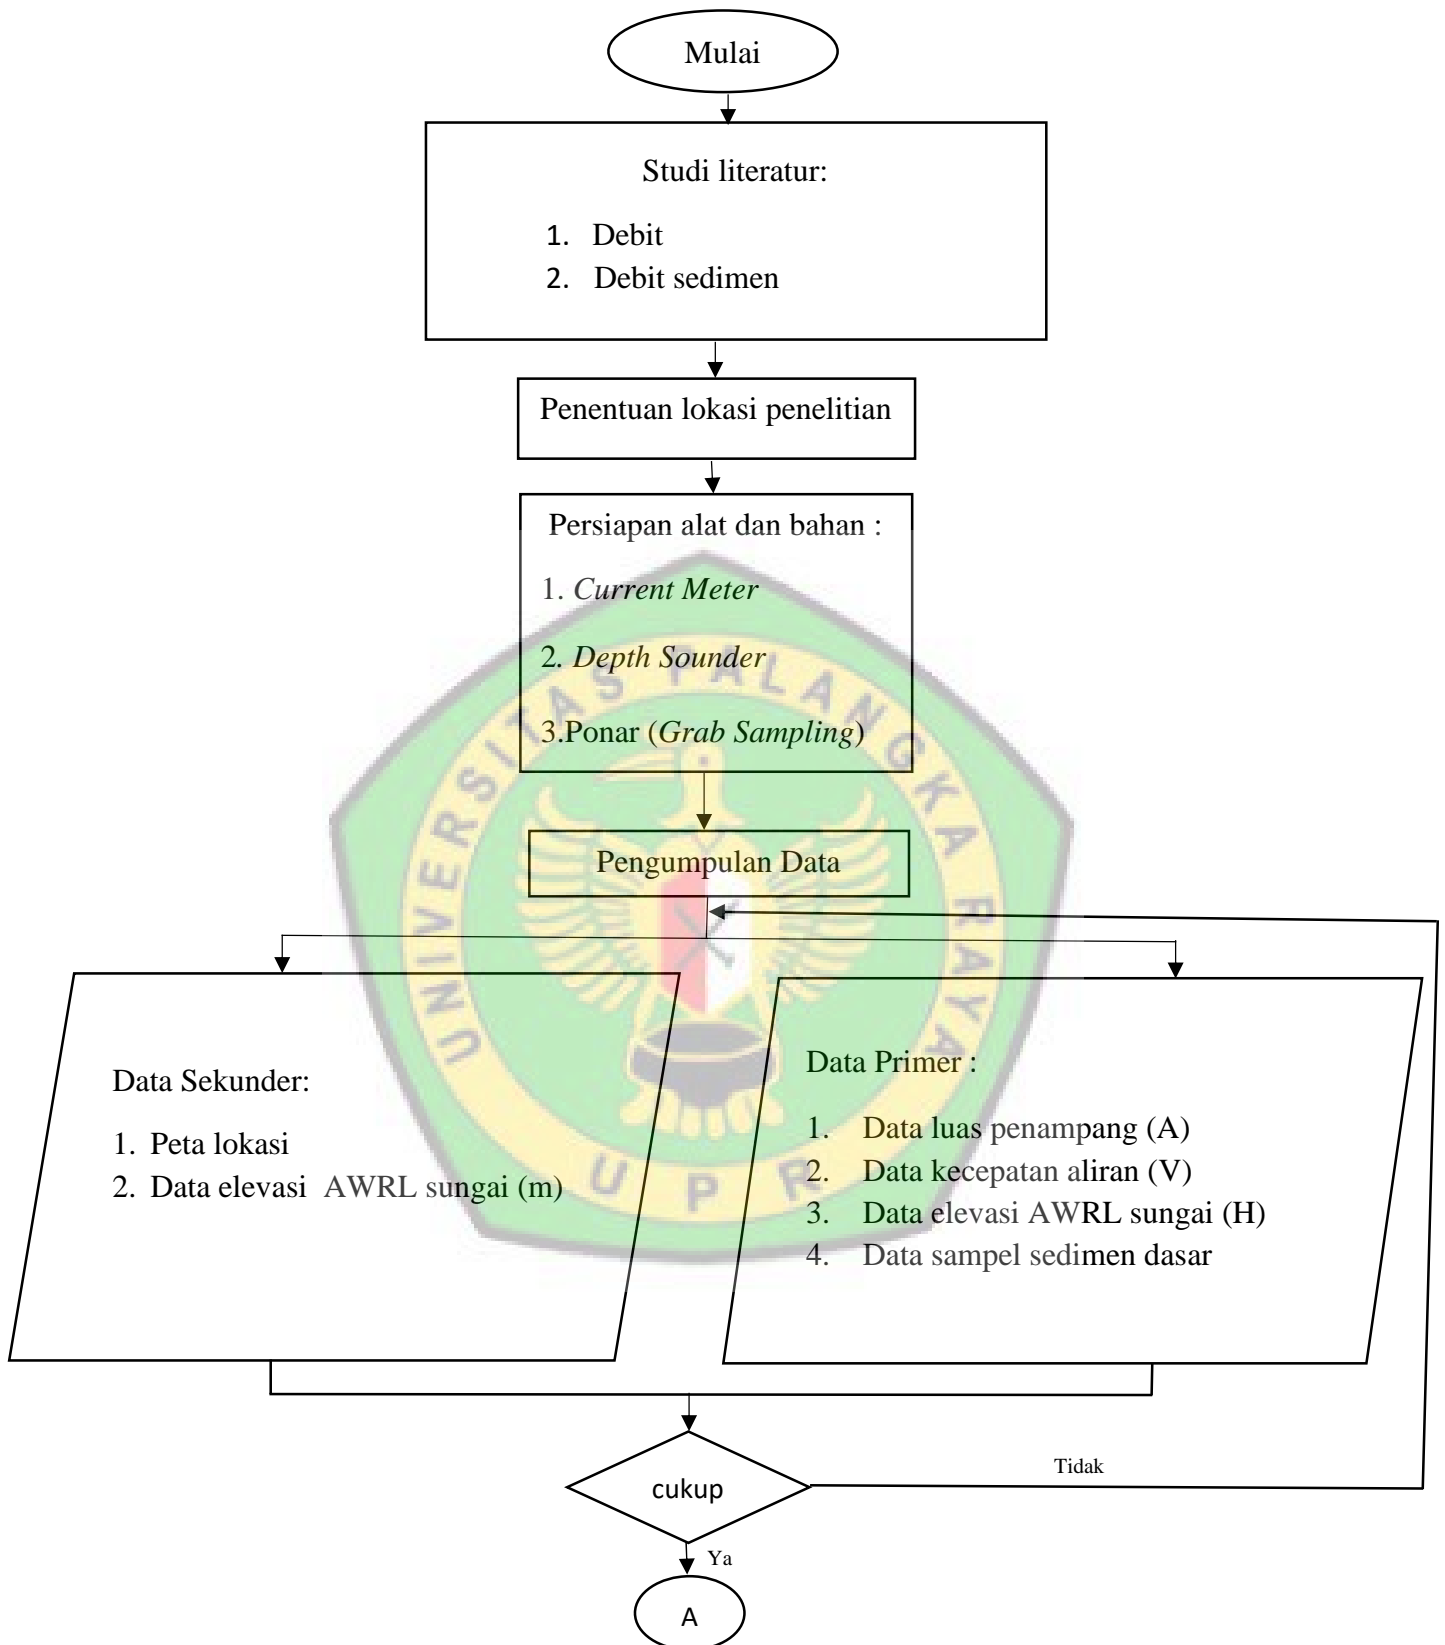 Mulai
Studi literatur:
1. Debit
2. Debit sedimen
Penentuan lokasi penelitian
Persiapan alat dan bahan :
1. Current Meter
2. Depth Sounder
3.Ponar (Grab Sampling)
UNIVERSITAS PALANGKA RAYA
Pengumpulan Data
Data Sekunder:
1. Peta lokasi
2. Data elevasi AWRL sungai (m)
Data Primer :
1. Data luas penampang (A)
2. Data kecepatan aliran (V)
3. Data elevasi AWRL sungai (H)
4. Data sampel sedimen dasar
U P R
cukup
Tidak
Ya
A